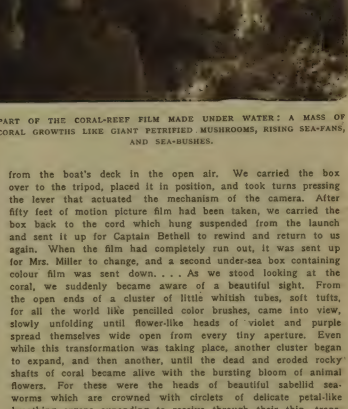 PART OF THE CORAL-REEF FILM MADE UNDER WATER: A MASS OF
CORAL GROWTHS LIKE GIANT PETRIFIED MUSHROOMS, RISING SEA-FANS,
AND SEA-BUSHES.
from the boat's deck in the open air. We carried the box
over to the tripod, placed it in position, and took turns pressing
the lever that actuated the mechanism of the camera. After
fifty feet of motion picture film had been taken, we carried the
box back to the cord which hung suspended from the launch
and sent it up for Captain Bethell to rewind and return to us
again. When the film had completely run out, it was sent up
for Mrs. Miller to change, and a second under-sea box containing
colour film was sent down. . . . As we stood looking at the
coral, we suddenly became aware of a beautiful sight. From
the open ends of a cluster of little whitish tubes, soft tufts,
for all the world like pencilled color brushes, came into view,
slowly unfolding until flower-like heads of violet and purple
spread themselves wide open from every tiny aperture. Even
while this transformation was taking place, another cluster began
to expand, and then another, until the dead and eroded rocky
shafts of coral became alive with the bursting bloom of animal
flowers. For these were the heads of beautiful sabellid sea-
worms which are crowned with circlets of delicate petal-like